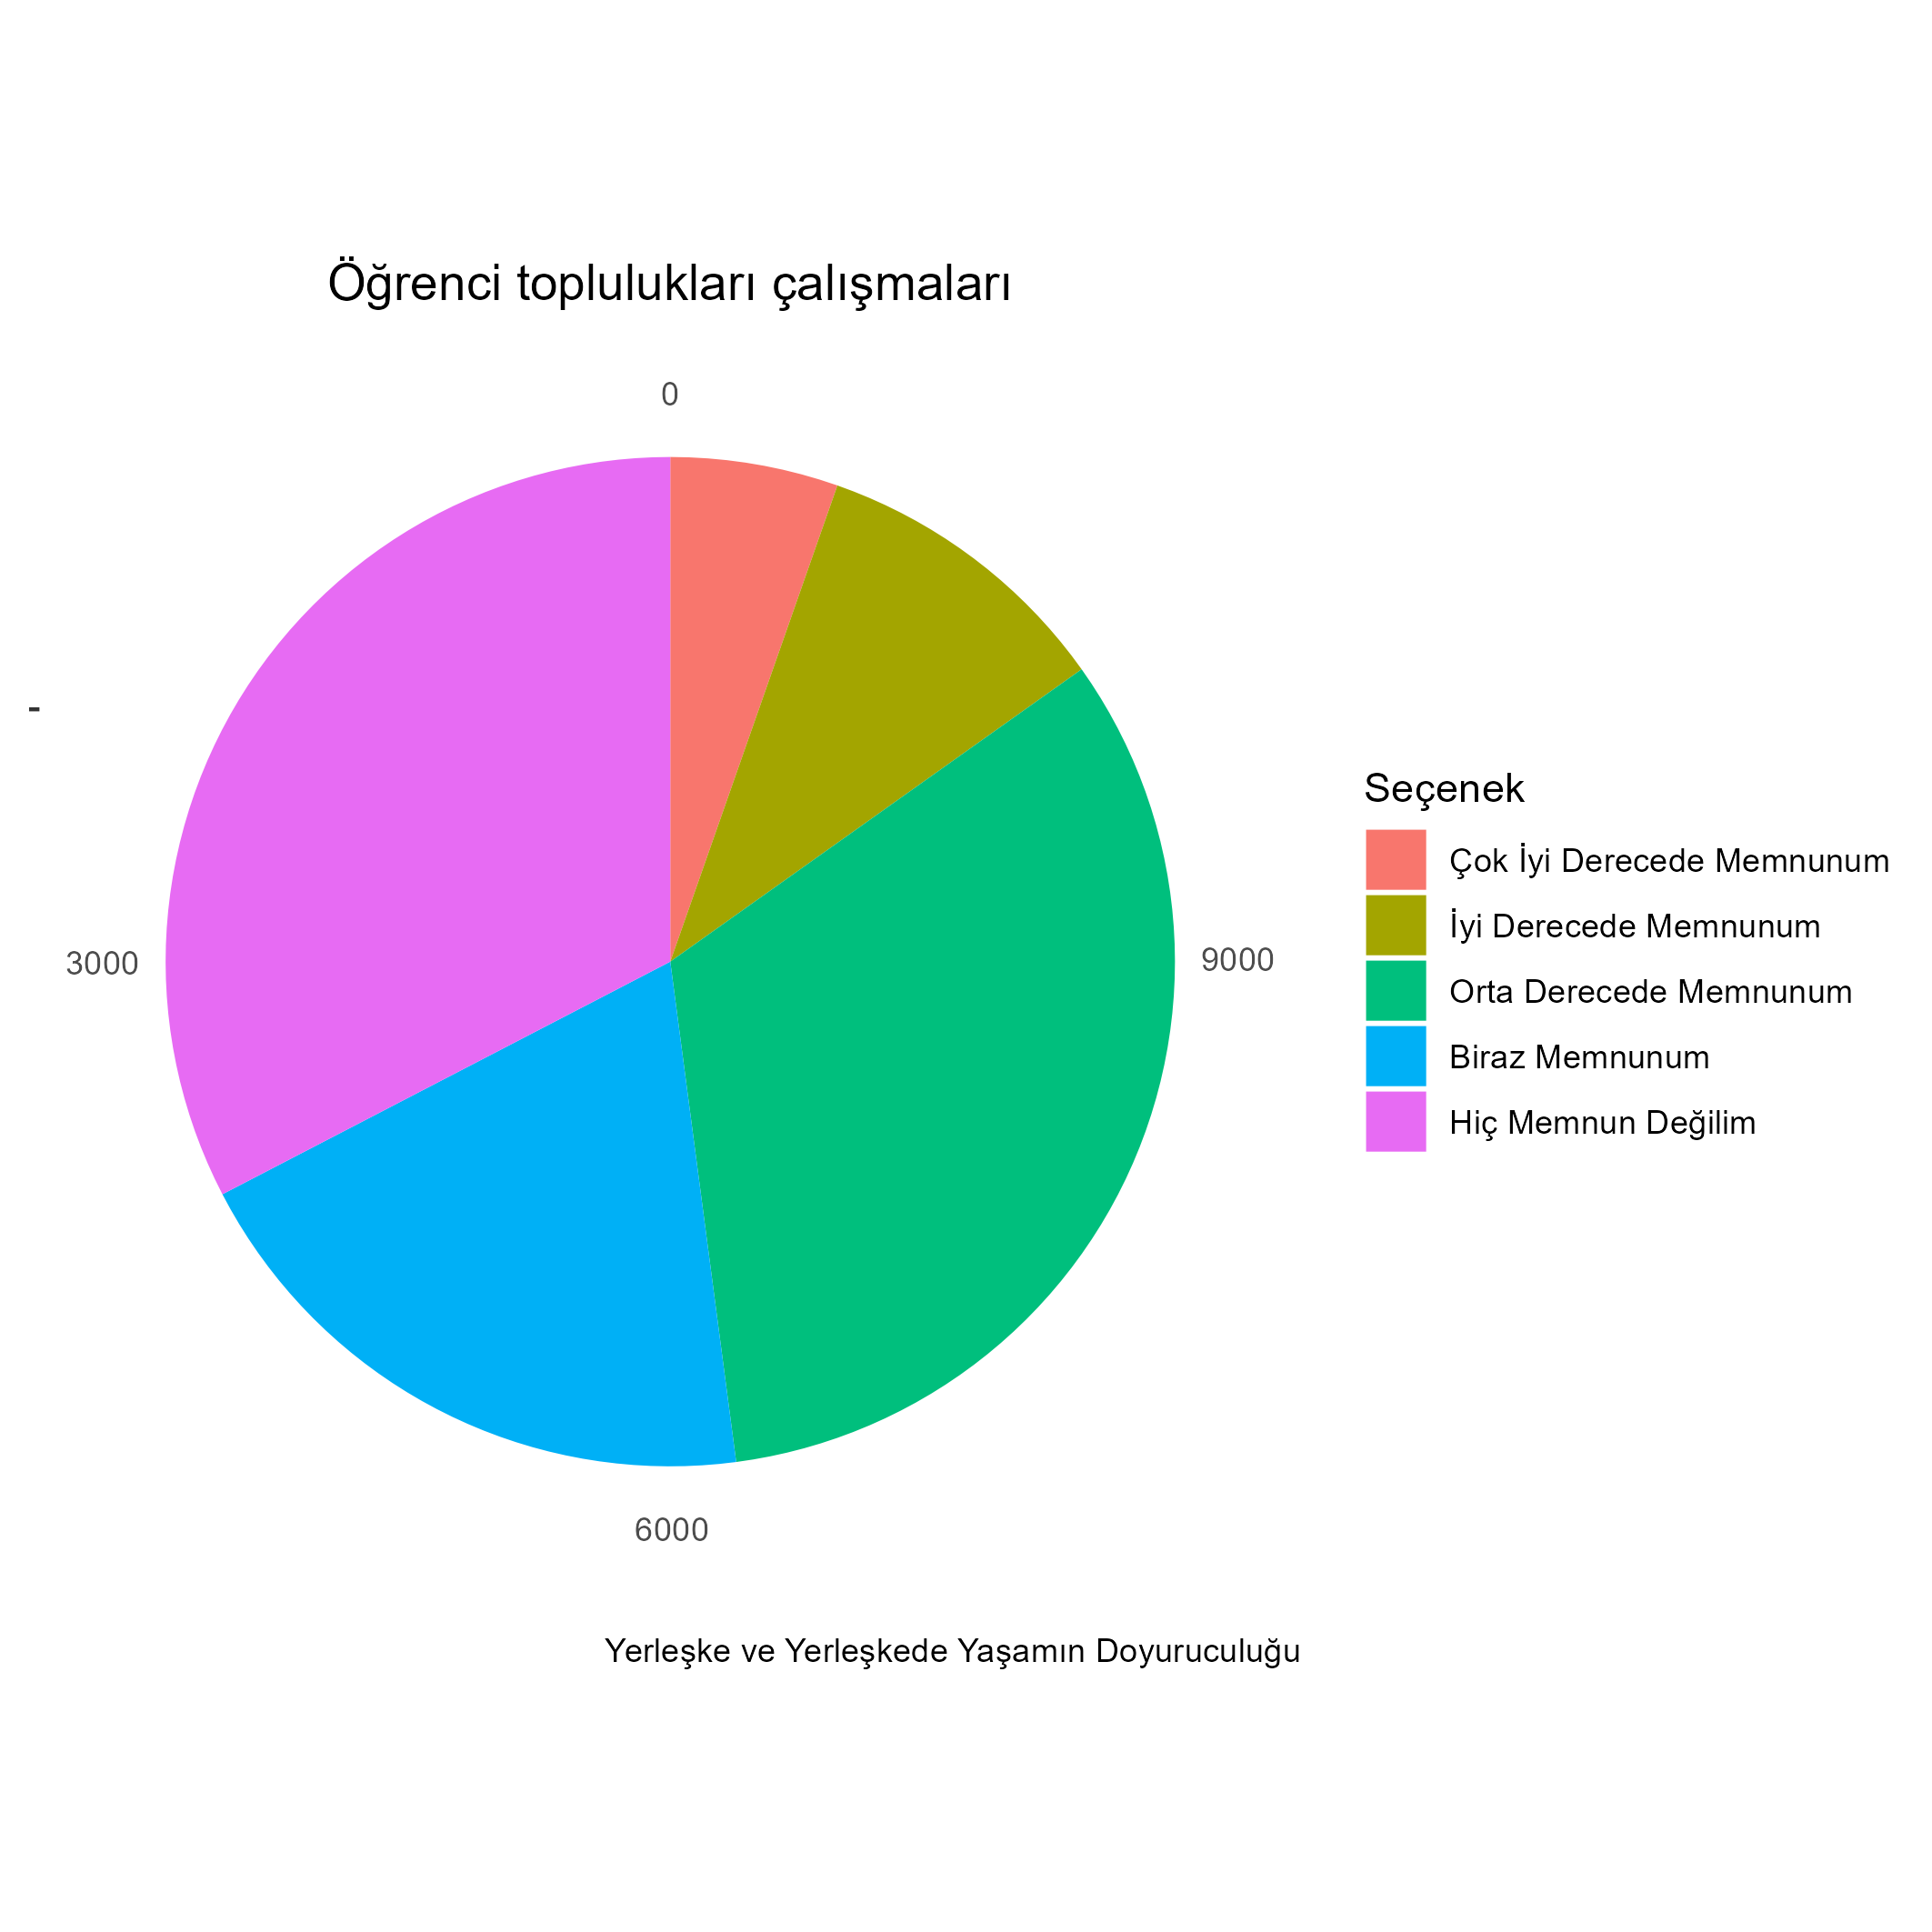 Öğrenci toplulukları çalışmaları
0
-
3000
9000
6000
Seçenek
Çok İyi Derecede Memnunum
İyi Derecede Memnunum
Orta Derecede Memnunum
Biraz Memnunum
Hiç Memnun Değilim
Yerleşke ve Yerleşkede Yaşamın Doyuruculuğu